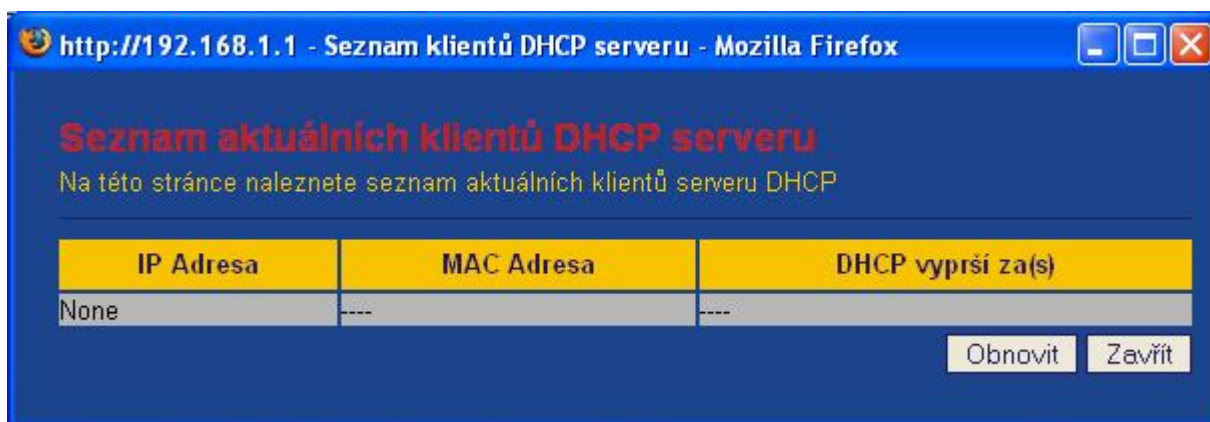 http://192.168.1.1 - Seznam klientů DHCP serveru - Mozilla Firefox
Seznam aktuálních klientů DHCP serveru
Na této stránce naleznete seznam aktuálních klientů serveru DHCP
IP Adresa MAC Adresa DHCP vyprší za(s)
None ---- ----
Obnovit Zavřít